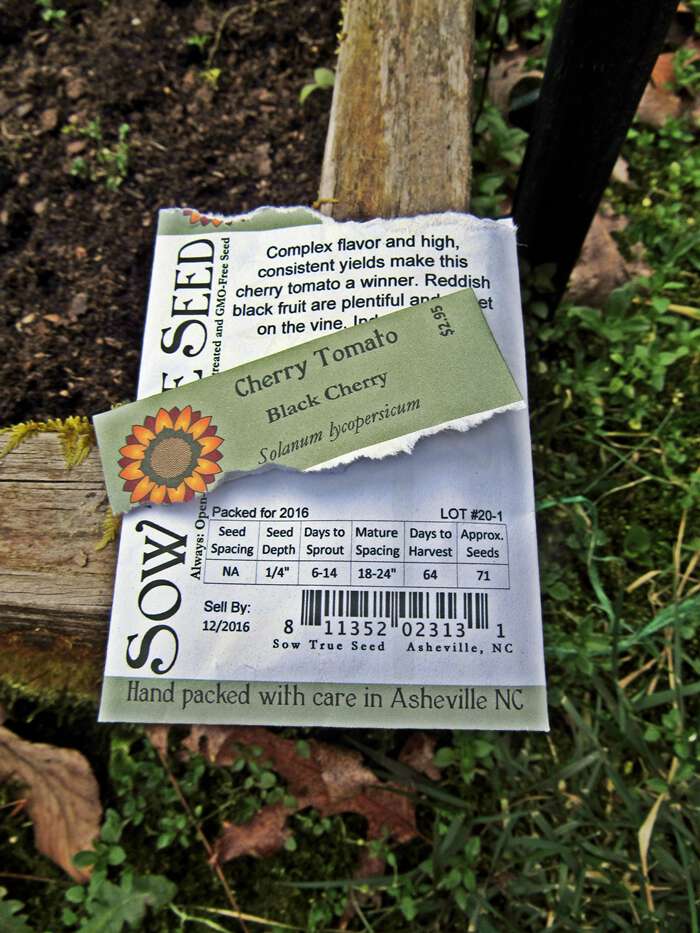 Complex flavor and high,
consistent yields make this
cherry tomato a winner. Reddish
black fruit are plentiful and
on the vine.
$2.95
Cherry Tomato
Black Cherry
Solanum lycopersicum
SOW SEED
Always: Open- and GMO-Free Seed
Packed for 2016 LOT #20-1
Seed Spacing Seed Depth Days to Sprout Mature Spacing Days to Harvest Approx. Seeds
NA 1/4" 6-14 18-24" 64 71
Sell By:
12/2016
8 11352 02313 1
Sow True Seed Asheville, NC
Hand packed with care in Asheville NC